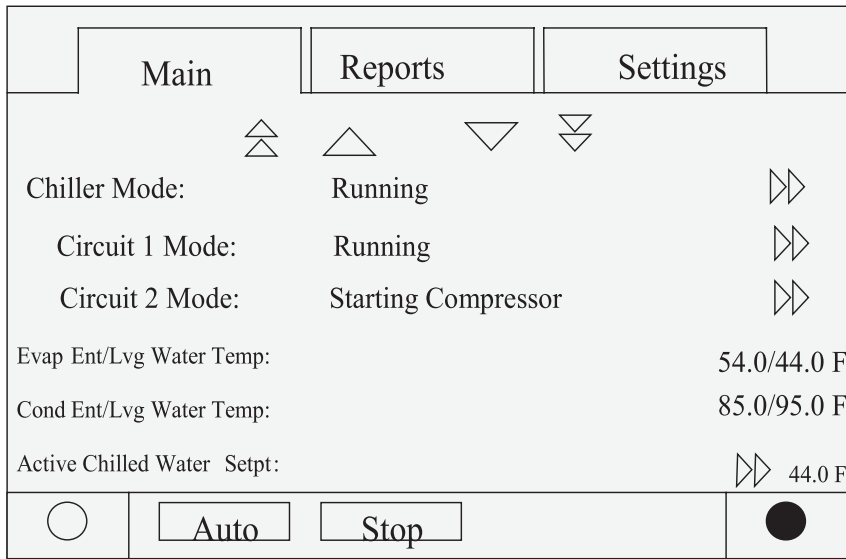 Main Reports Settings
Chiller Mode: Running
Circuit 1 Mode: Running
Circuit 2 Mode: Starting Compressor
Evap Ent/Lvg Water Temp: 54.0/44.0 F
Cond Ent/Lvg Water Temp: 85.0/95.0 F
Active Chilled Water Setpt: 44.0 F
Auto Stop